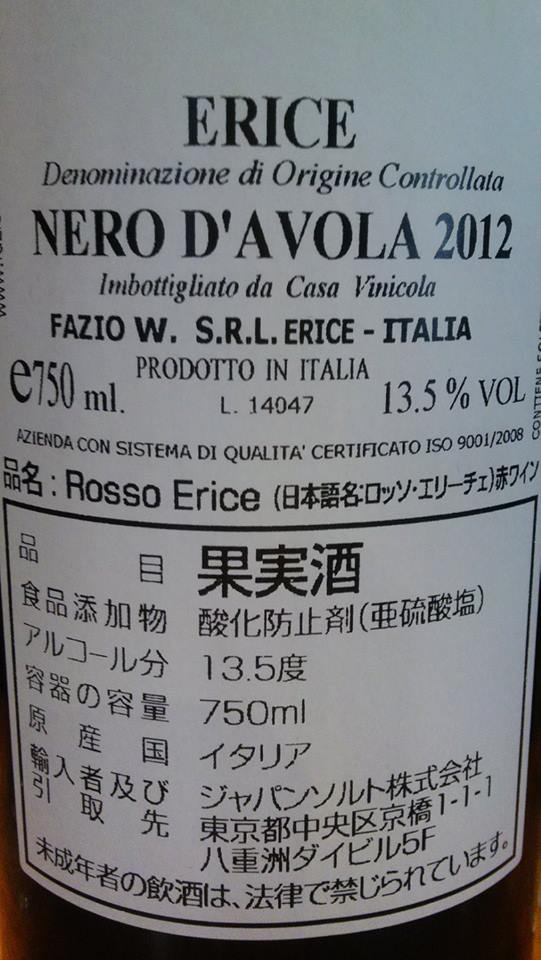 ERICE
Denominazione di Origine Controllata
NERO D'AVOLA 2012
Imbottigliato da Casa Vinicola
FAZIO W. S.R.L. ERICE - ITALIA
PRODOTTO IN ITALIA
e750 ml.
L. 14047
13.5 % VOL
AZIENDA CON SISTEMA DI QUALITA' CERTIFICATO ISO 9001/2008
品名 : Rosso Erice (日本語名:ロッソ・エリーチェ)赤ワイン
品目 果実酒
食品添加物 酸化防止剤(亜硫酸塩)
アルコール分 13.5度
容器の容量 750ml
原産国 イタリア
輸入者及び ジャパンソルト株式会社
引取先 東京都中央区京橋1-1-1
八重洲ダイビル5F
未成年者の飲酒は、法律で禁じられています。